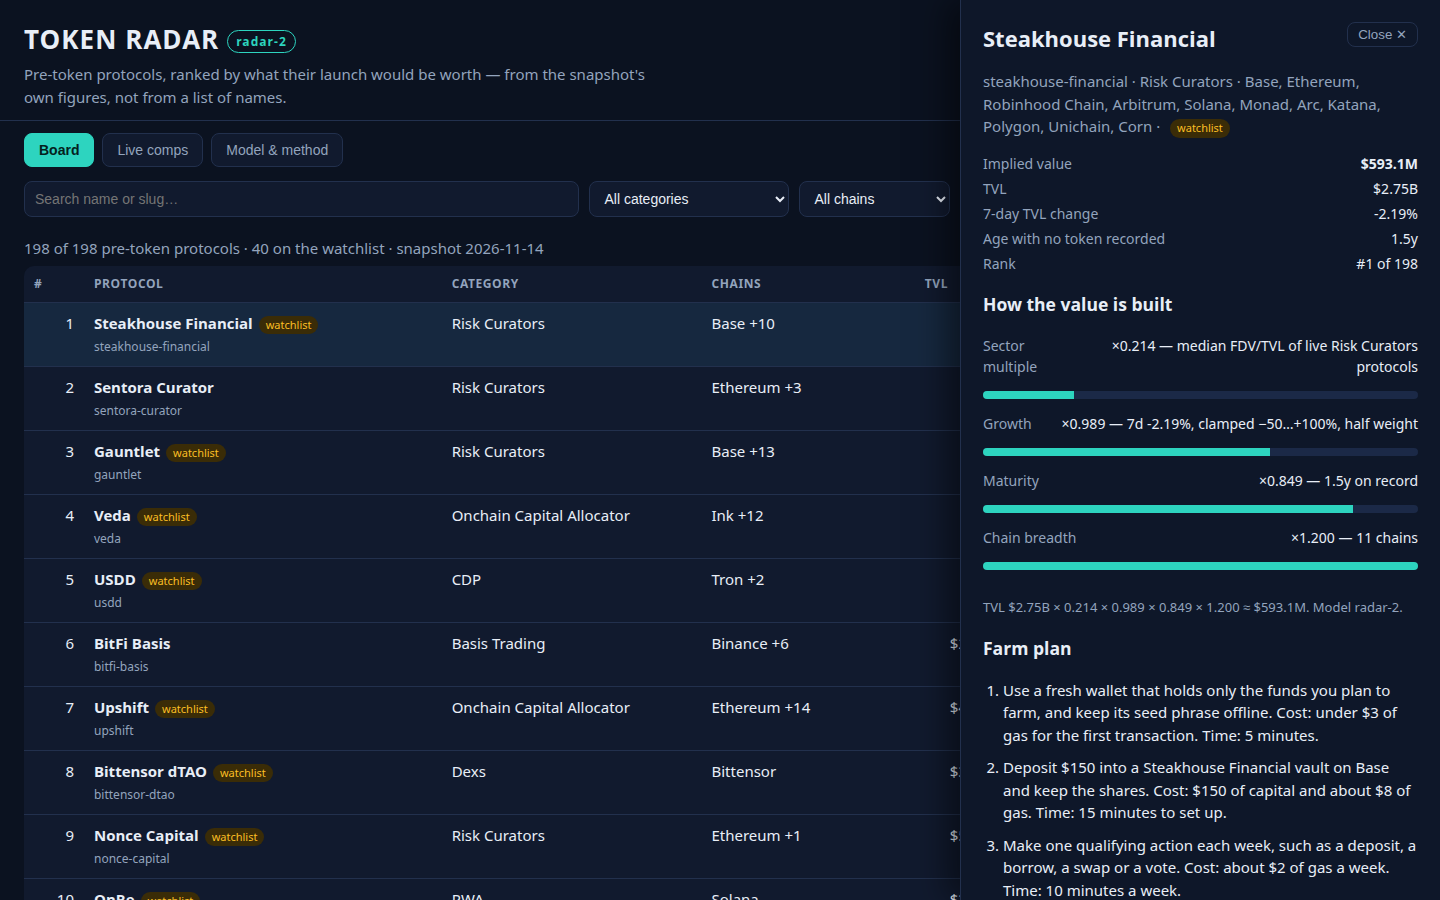 TOKEN RADAR radar-2
Pre-token protocols, ranked by what their launch would be worth — from the snapshot's
own figures, not from a list of names.
Board Live comps Model & method
Search name or slug… All categories All chains
198 of 198 pre-token protocols · 40 on the watchlist · snapshot 2026-11-14
# PROTOCOL CATEGORY CHAINS TVL
1 Steakhouse Financial watchlist Risk Curators Base +10
steakhouse-financial
2 Sentora Curator Risk Curators Ethereum +3
sentora-curator
3 Gauntlet watchlist Risk Curators Base +13
gauntlet
4 Veda watchlist Onchain Capital Allocator Ink +12
veda
5 USDD watchlist CDP Tron +2
usdd
6 BitFi Basis Basis Trading Binance +6 $
bitfi-basis
7 Upshift watchlist Onchain Capital Allocator Ethereum +14 $
upshift
8 Bittensor dTAO watchlist Dexs Bittensor $
bittensor-dtao
9 Nonce Capital watchlist Risk Curators Ethereum +1 $
nonce-capital
10 OnRe watchlist RWA Solana
Steakhouse Financial Close ✕
steakhouse-financial · Risk Curators · Base, Ethereum,
Robinhood Chain, Arbitrum, Solana, Monad, Arc, Katana,
Polygon, Unichain, Corn · watchlist
Implied value $593.1M
TVL $2.75B
7-day TVL change -2.19%
Age with no token recorded 1.5y
Rank #1 of 198
How the value is built
Sector multiple ×0.214 — median FDV/TVL of live Risk Curators
protocols
Growth ×0.989 — 7d -2.19%, clamped −50…+100%, half weight
Maturity ×0.849 — 1.5y on record
Chain breadth ×1.200 — 11 chains
TVL $2.75B × 0.214 × 0.989 × 0.849 × 1.200 ≈ $593.1M. Model radar-2.
Farm plan
1. Use a fresh wallet that holds only the funds you plan to
farm, and keep its seed phrase offline. Cost: under $3 of
gas for the first transaction. Time: 5 minutes.
2. Deposit $150 into a Steakhouse Financial vault on Base
and keep the shares. Cost: $150 of capital and about $8 of
gas. Time: 15 minutes to set up.
3. Make one qualifying action each week, such as a deposit, a
borrow, a swap or a vote. Cost: about $2 of gas a week.
Time: 10 minutes a week.